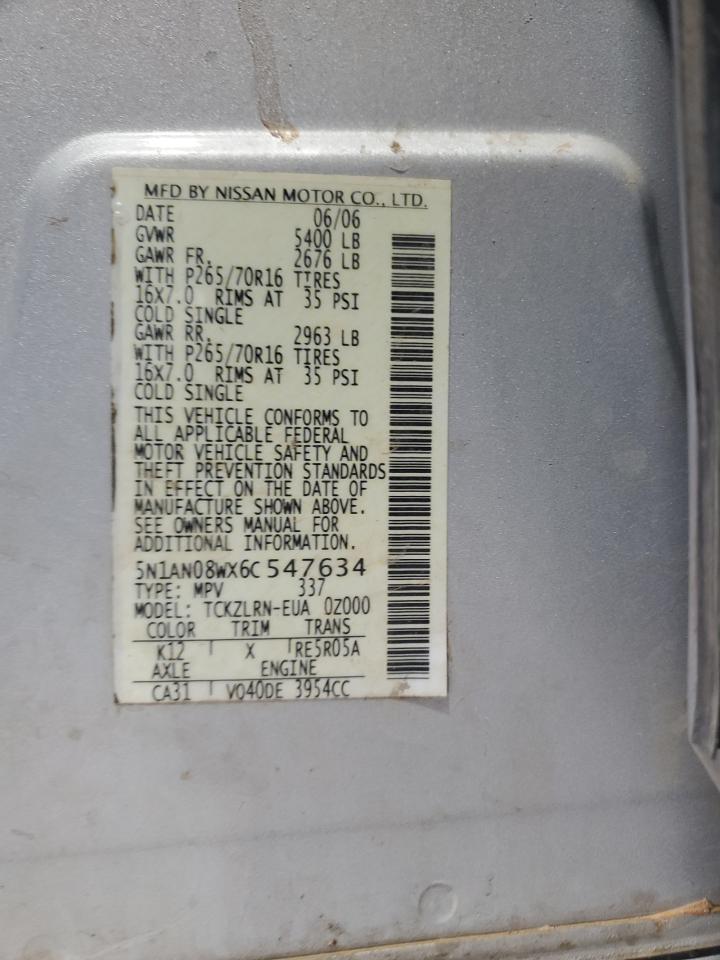 MFD BY NISSAN MOTOR CO., LTD.
DATE 06/06
GVWR 5400 LB
GAWR FR. 2676 LB
WITH P265/70R16 TIRES
16X7.0 RIMS AT 35 PSI
COLD SINGLE
GAWR RR. 2963 LB
WITH P265/70R16 TIRES
16X7.0 RIMS AT 35 PSI
COLD SINGLE
THIS VEHICLE CONFORMS TO
ALL APPLICABLE FEDERAL
MOTOR VEHICLE SAFETY AND
THEFT PREVENTION STANDARDS
IN EFFECT ON THE DATE OF
MANUFACTURE SHOWN ABOVE.
SEE OWNERS MANUAL FOR
ADDITIONAL INFORMATION.
5N1AN08WX6C547634
TYPE: MPV 337
MODEL: TCKZLRN-EUA 0Z000
COLOR TRIM TRANS
K12 X RE5R05A
AXLE ENGINE
CA31 VQ40DE 3954CC